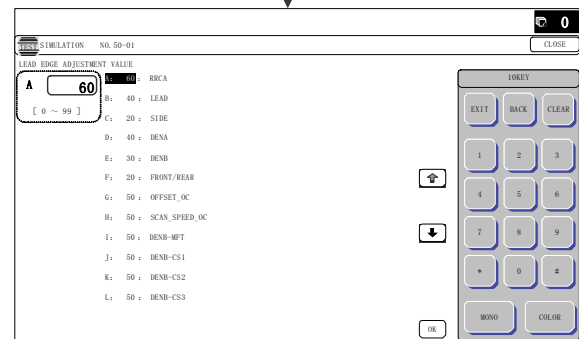 0
TEST SIMULATION NO. 50-01
CLOSE
LEAD EDGE ADJUSTMENT VALUE
A 60
[ 0 ～ 99 ]
A: 60 : RRCA
B: 40 : LEAD
C: 20 : SIDE
D: 40 : DENA
E: 30 : DENB
F: 20 : FRONT/REAR
G: 50 : OFFSET_OC
H: 50 : SCAN_SPEED_OC
I: 50 : DENB-MFT
J: 50 : DENB-CS1
K: 50 : DENB-CS2
L: 50 : DENB-CS3
OK
10KEY
EXIT BACK CLEAR
1 2 3
4 5 6
7 8 9
* 0 #
MONO COLOR